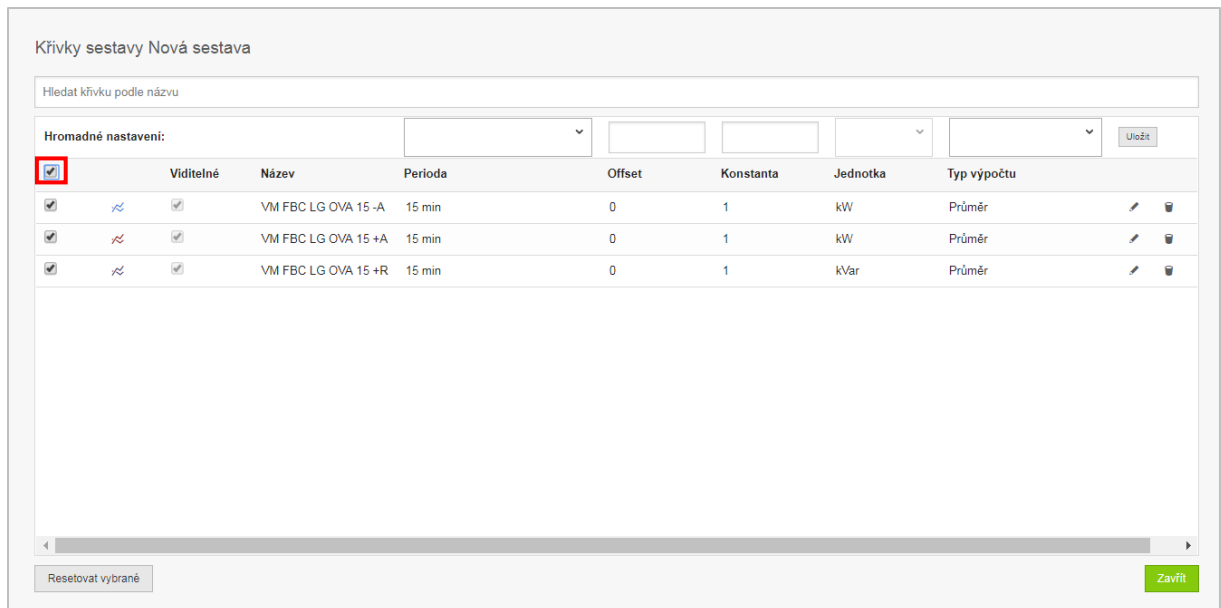 Křivky sestavy Nová sestava
Hledat křivku podle názvu
Hromadné nastavení: Uložit
Viditelné Název Perioda Offset Konstanta Jednotka Typ výpočtu
VM FBC LG OVA 15 -A 15 min 0 1 kW Průměr
VM FBC LG OVA 15 +A 15 min 0 1 kW Průměr
VM FBC LG OVA 15 +R 15 min 0 1 kVar Průměr
Resetovat vybrané Zavřít